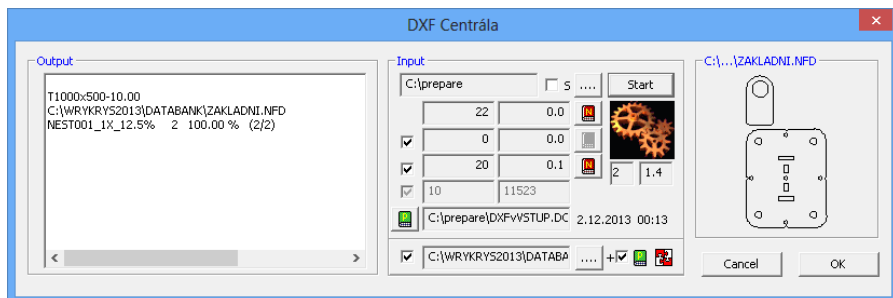 DXF Centrála
Output
T1000x500-10.00
C:\WRYKRYS2013\DATABANK\ZAKLADNI.NFD
NEST001_1X_12.5% 2 100.00 % (2/2)
Input
C:\prepare S .... Start
22 0.0 N
0 0.0
20 0.1 N
2 1.4
10 11523
P C:\prepare\DXFvVSTUP.DC 2.12.2013 00:13
C:\WRYKRYS2013\DATABA .... + P
C:\...\ZAKLADNI.NFD
Cancel OK